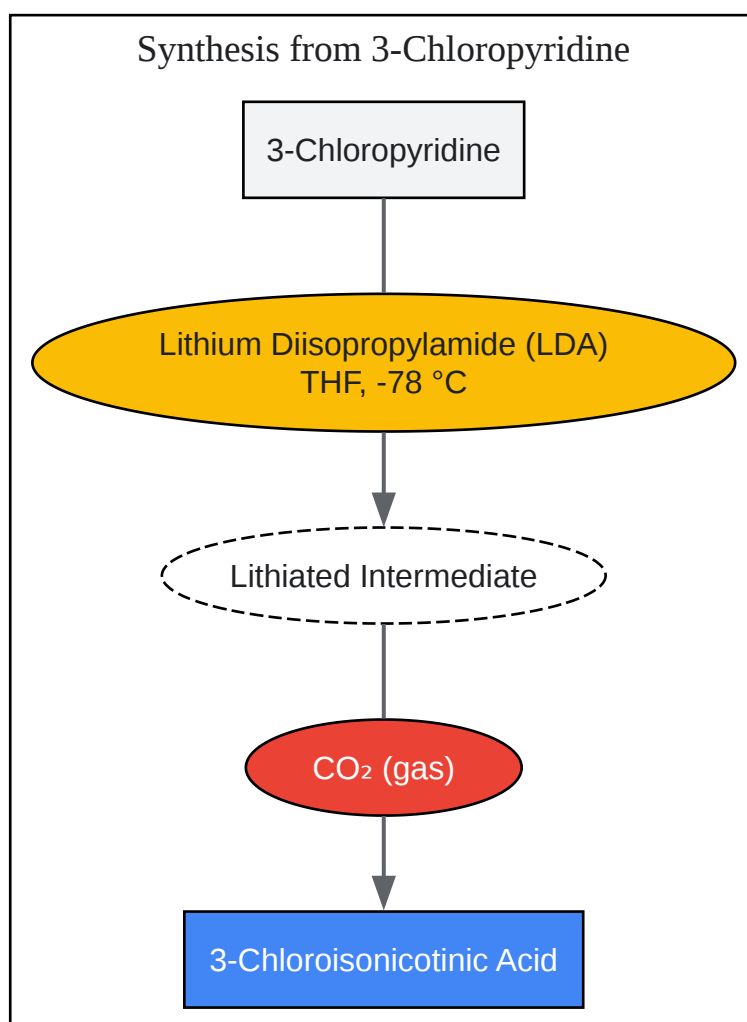 Synthesis from 3-Chloropyridine
3-Chloropyridine
Lithium Diisopropylamide (LDA)
THF, -78 °C
Lithiated Intermediate
CO₂ (gas)
3-Chloroisonicotinic Acid